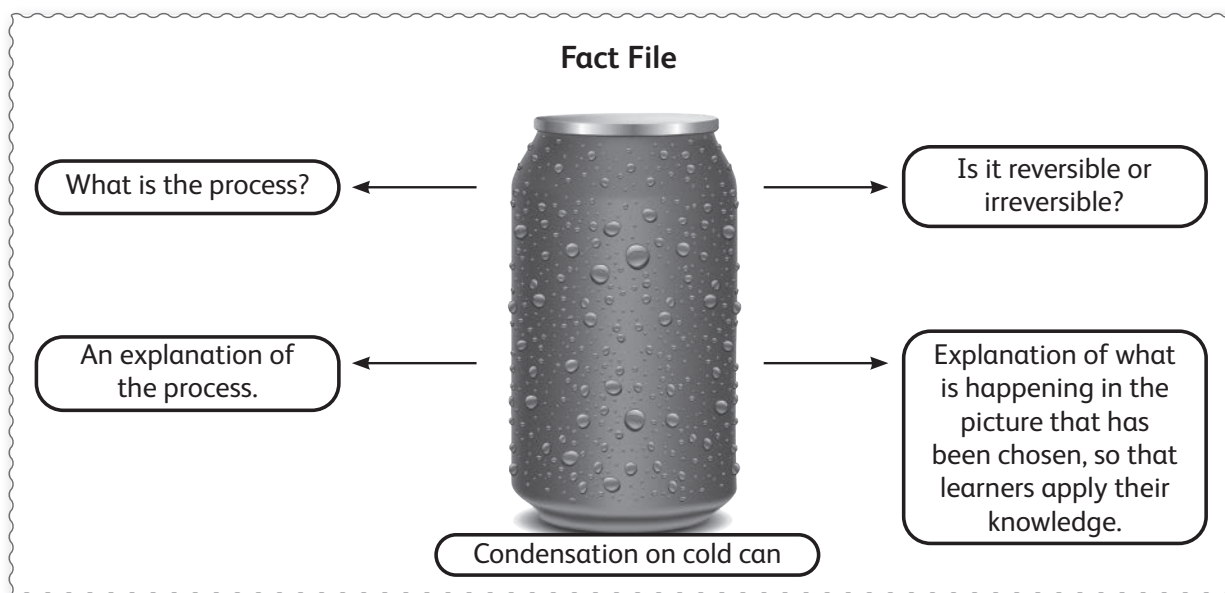 Fact File
What is the process?
Is it reversible or
irreversible?
An explanation of
the process.
Explanation of what
is happening in the
picture that has
been chosen, so that
learners apply their
knowledge.
Condensation on cold can